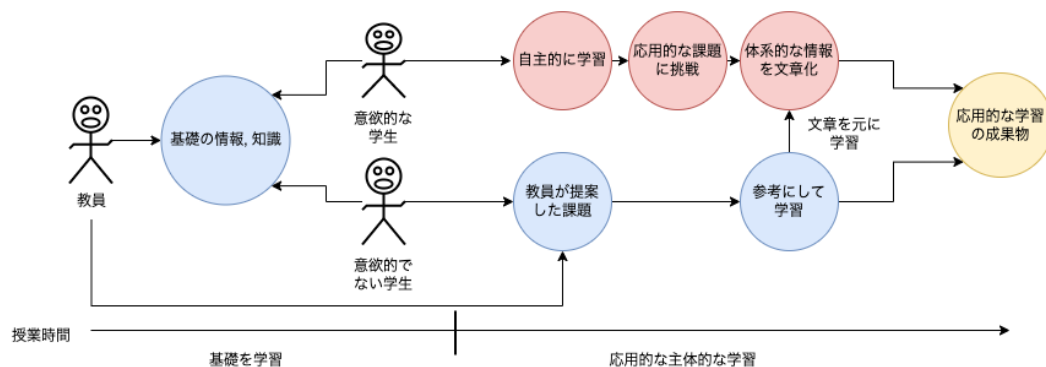 教員
基礎の情報, 知識
意欲的な
学生
意欲的で
ない学生
自主的に学習
応用的な課題
に挑戦
体系的な情報
を文章化
文章を元に
学習
教員が提案
した課題
参考にして
学習
応用的な学習
の成果物
授業時間
基礎を学習
応用的な主体的な学習